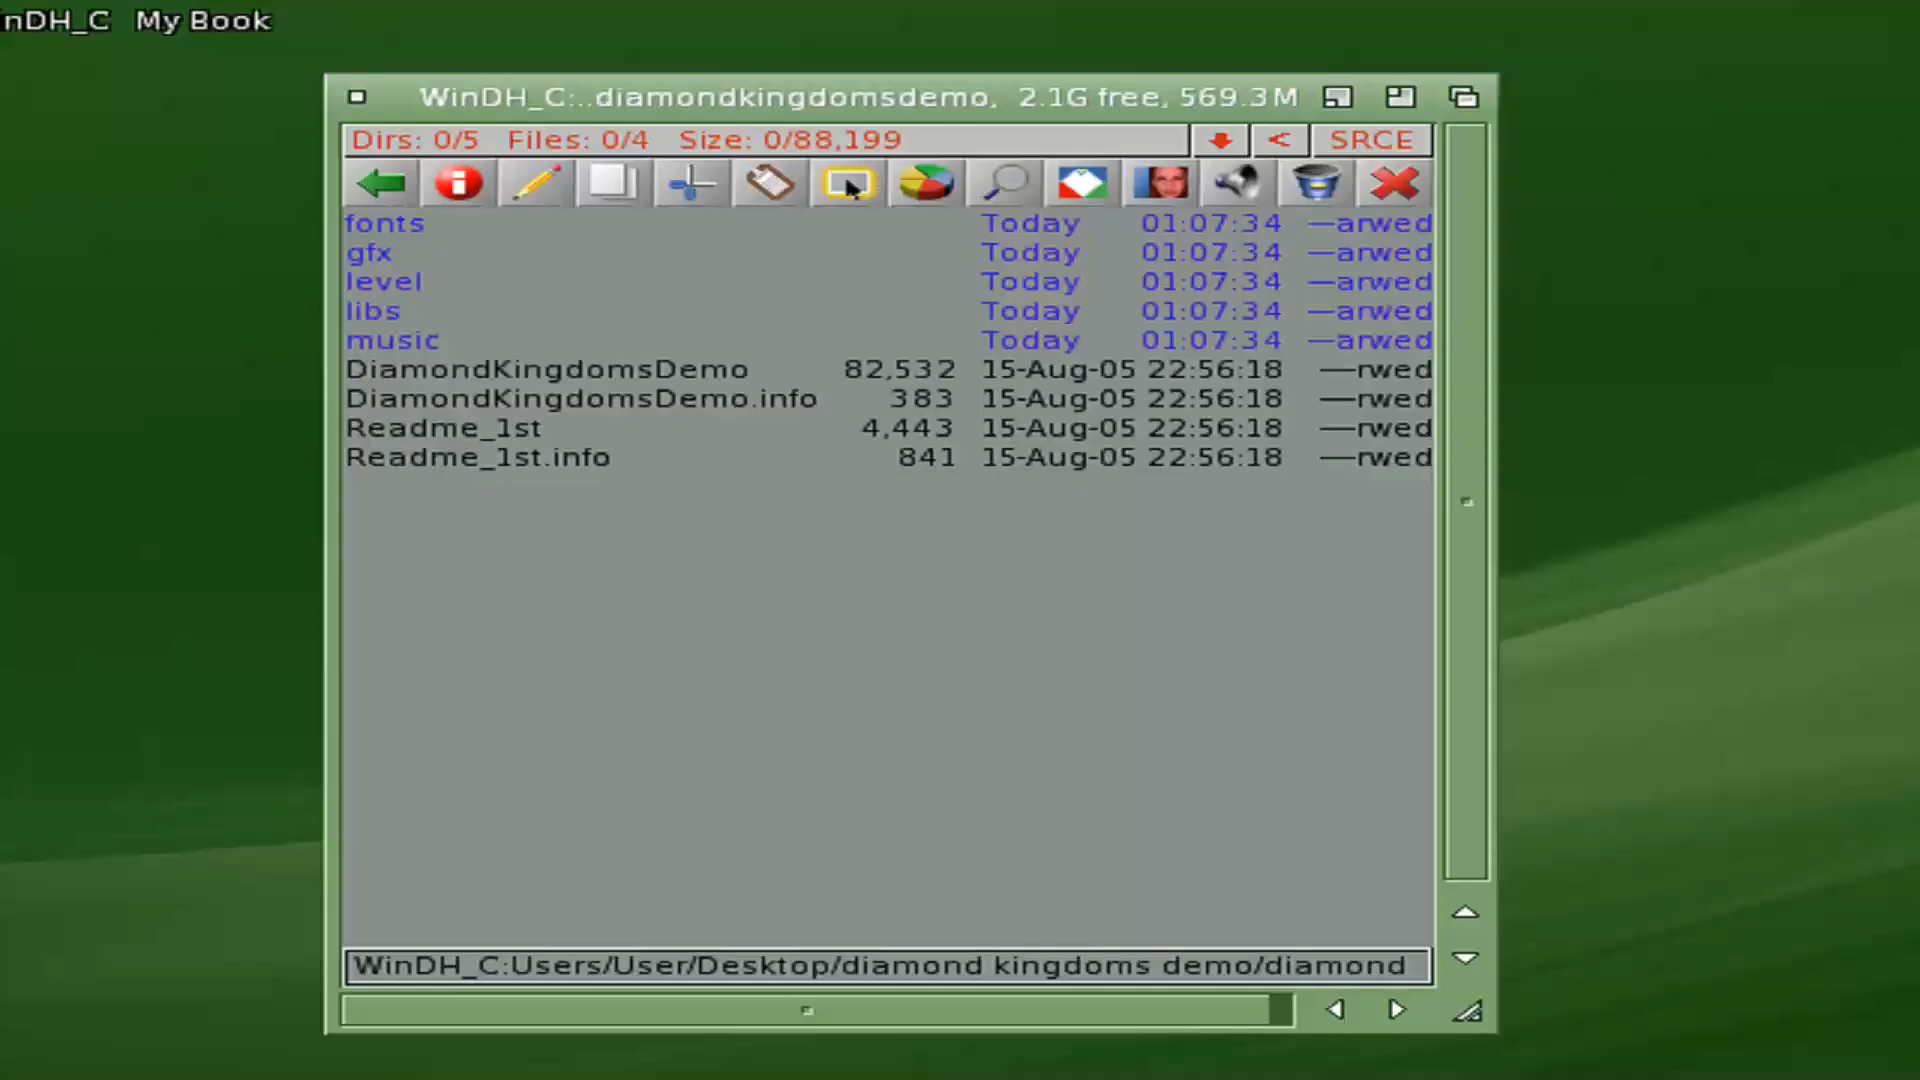 nDH_C My Book
WinDH_C:..diamondkingdomsdemo, 2.1G free, 569.3M
Dirs: 0/5 Files: 0/4 Size: 0/88,199 < SRCE
fonts Today 01:07:34 ----arwed
gfx Today 01:07:34 ----arwed
level Today 01:07:34 ----arwed
libs Today 01:07:34 ----arwed
music Today 01:07:34 ----arwed
DiamondKingdomsDemo 82,532 15-Aug-05 22:56:18 ----rwed
DiamondKingdomsDemo.info 383 15-Aug-05 22:56:18 ----rwed
Readme_1st 4,443 15-Aug-05 22:56:18 ----rwed
Readme_1st.info 841 15-Aug-05 22:56:18 ----rwed
WinDH_C:Users/User/Desktop/diamond kingdoms demo/diamond